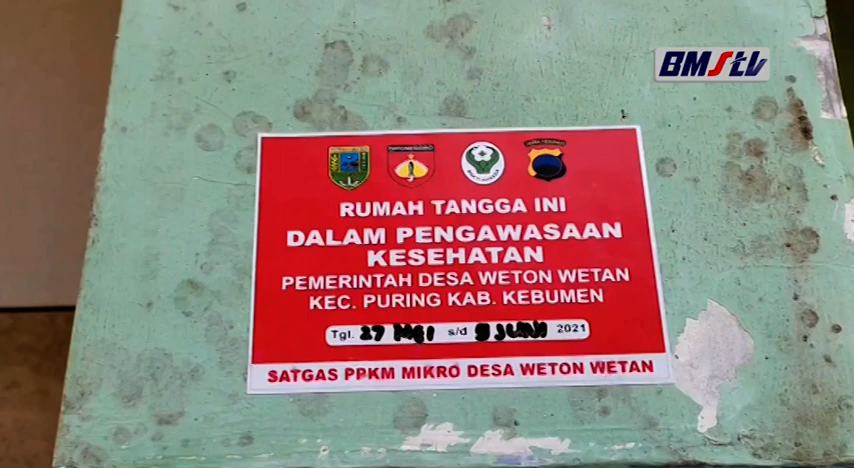 BMStv
RUMAH TANGGA INI
DALAM PENGAWASAAN
KESEHATAN
PEMERINTAH DESA WETON WETAN
KEC. PURING KAB. KEBUMEN
Tgl. 27 MEI s/d 9 JUNI 2021
SATGAS PPKM MIKRO DESA WETON WETAN